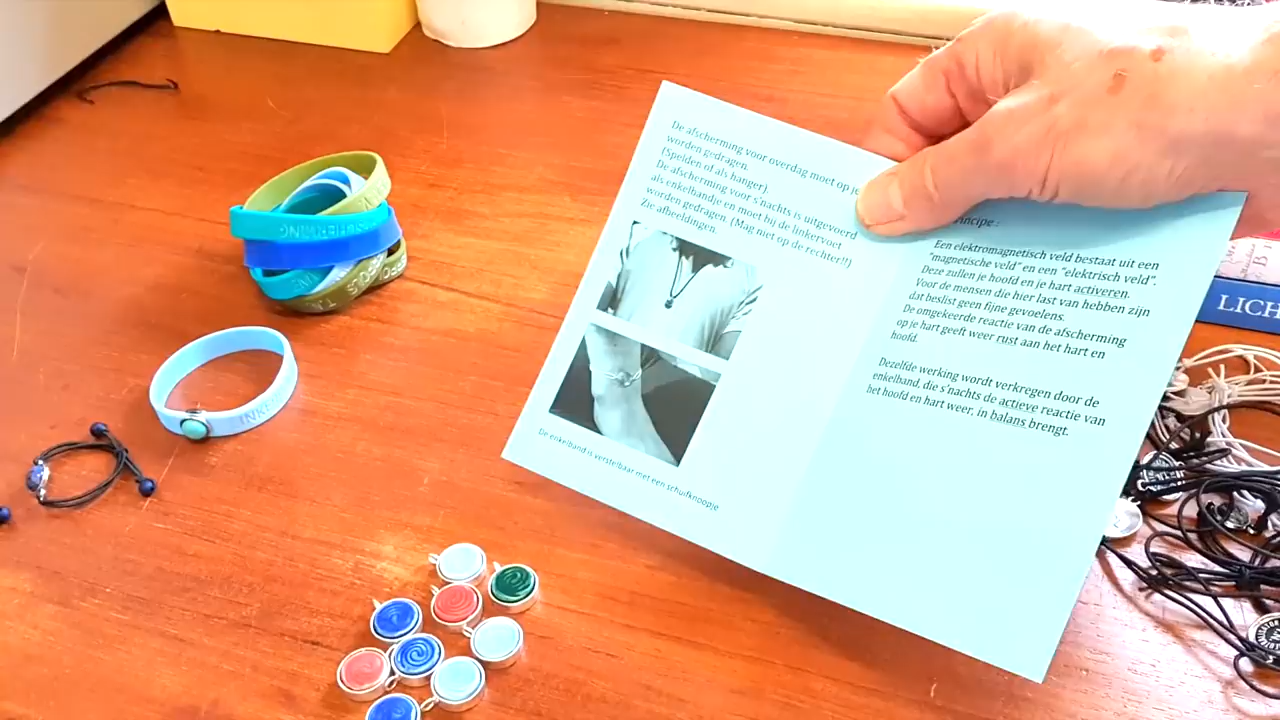 De afscherming voor overdag moet op je
worden gedragen.
(Spelden of als hanger).
De afscherming voor s'nachts is uitgevoerd
als enkelbandje en moet bij de linkervoet
worden gedragen. (Mag niet op de rechter!!)
Zie afbeeldingen.
De enkelband is verstelbaar met een schuifknoopje
Een elektromagnetisch veld bestaat uit een
"magnetische veld" en een "elektrisch veld".
Deze zullen je hoofd en je hart activeren.
Voor de mensen die hier last van hebben zijn
dat beslist geen fijne gevoelens.
De omgekeerde reactie van de afscherming
op je hart geeft weer rust aan het hart en
hoofd.
Dezelfde werking wordt verkregen door de
enkelband, die s'nachts de actieve reactie van
het hoofd en hart weer, in balans brengt.
LICH
15